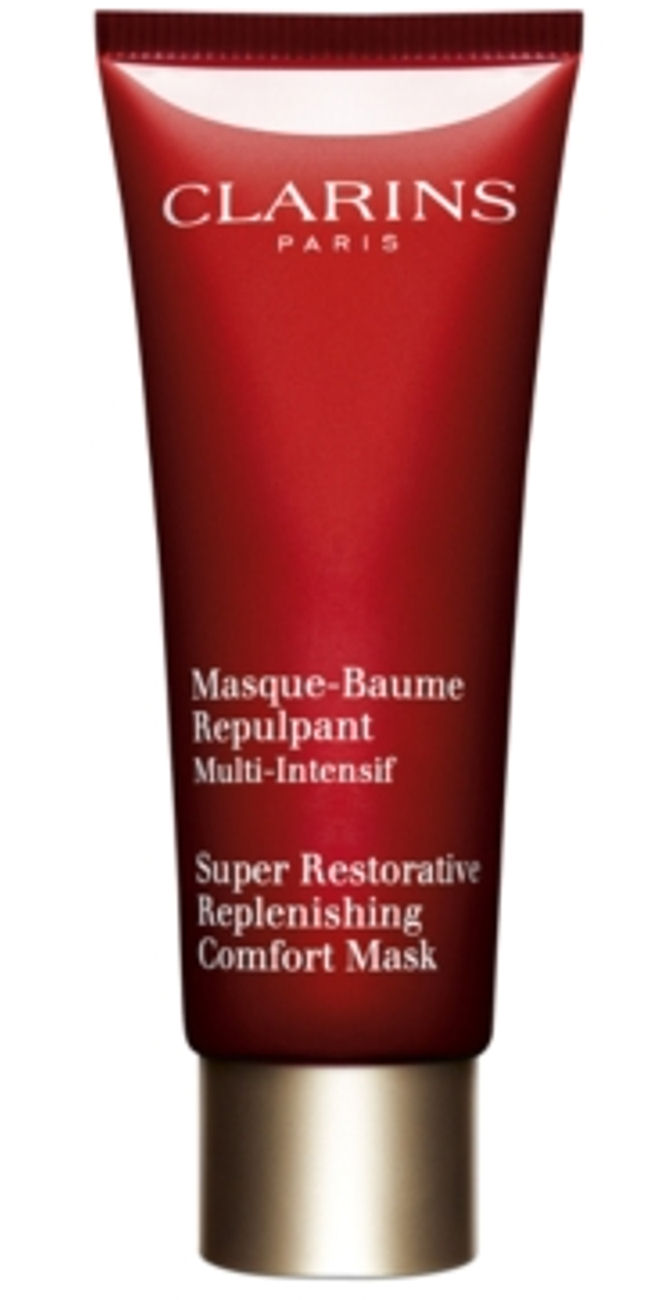 CLARINS
PARIS
Masque-Baume
Repulpant
Multi-Intensif
Super Restorative
Replenishing
Comfort Mask